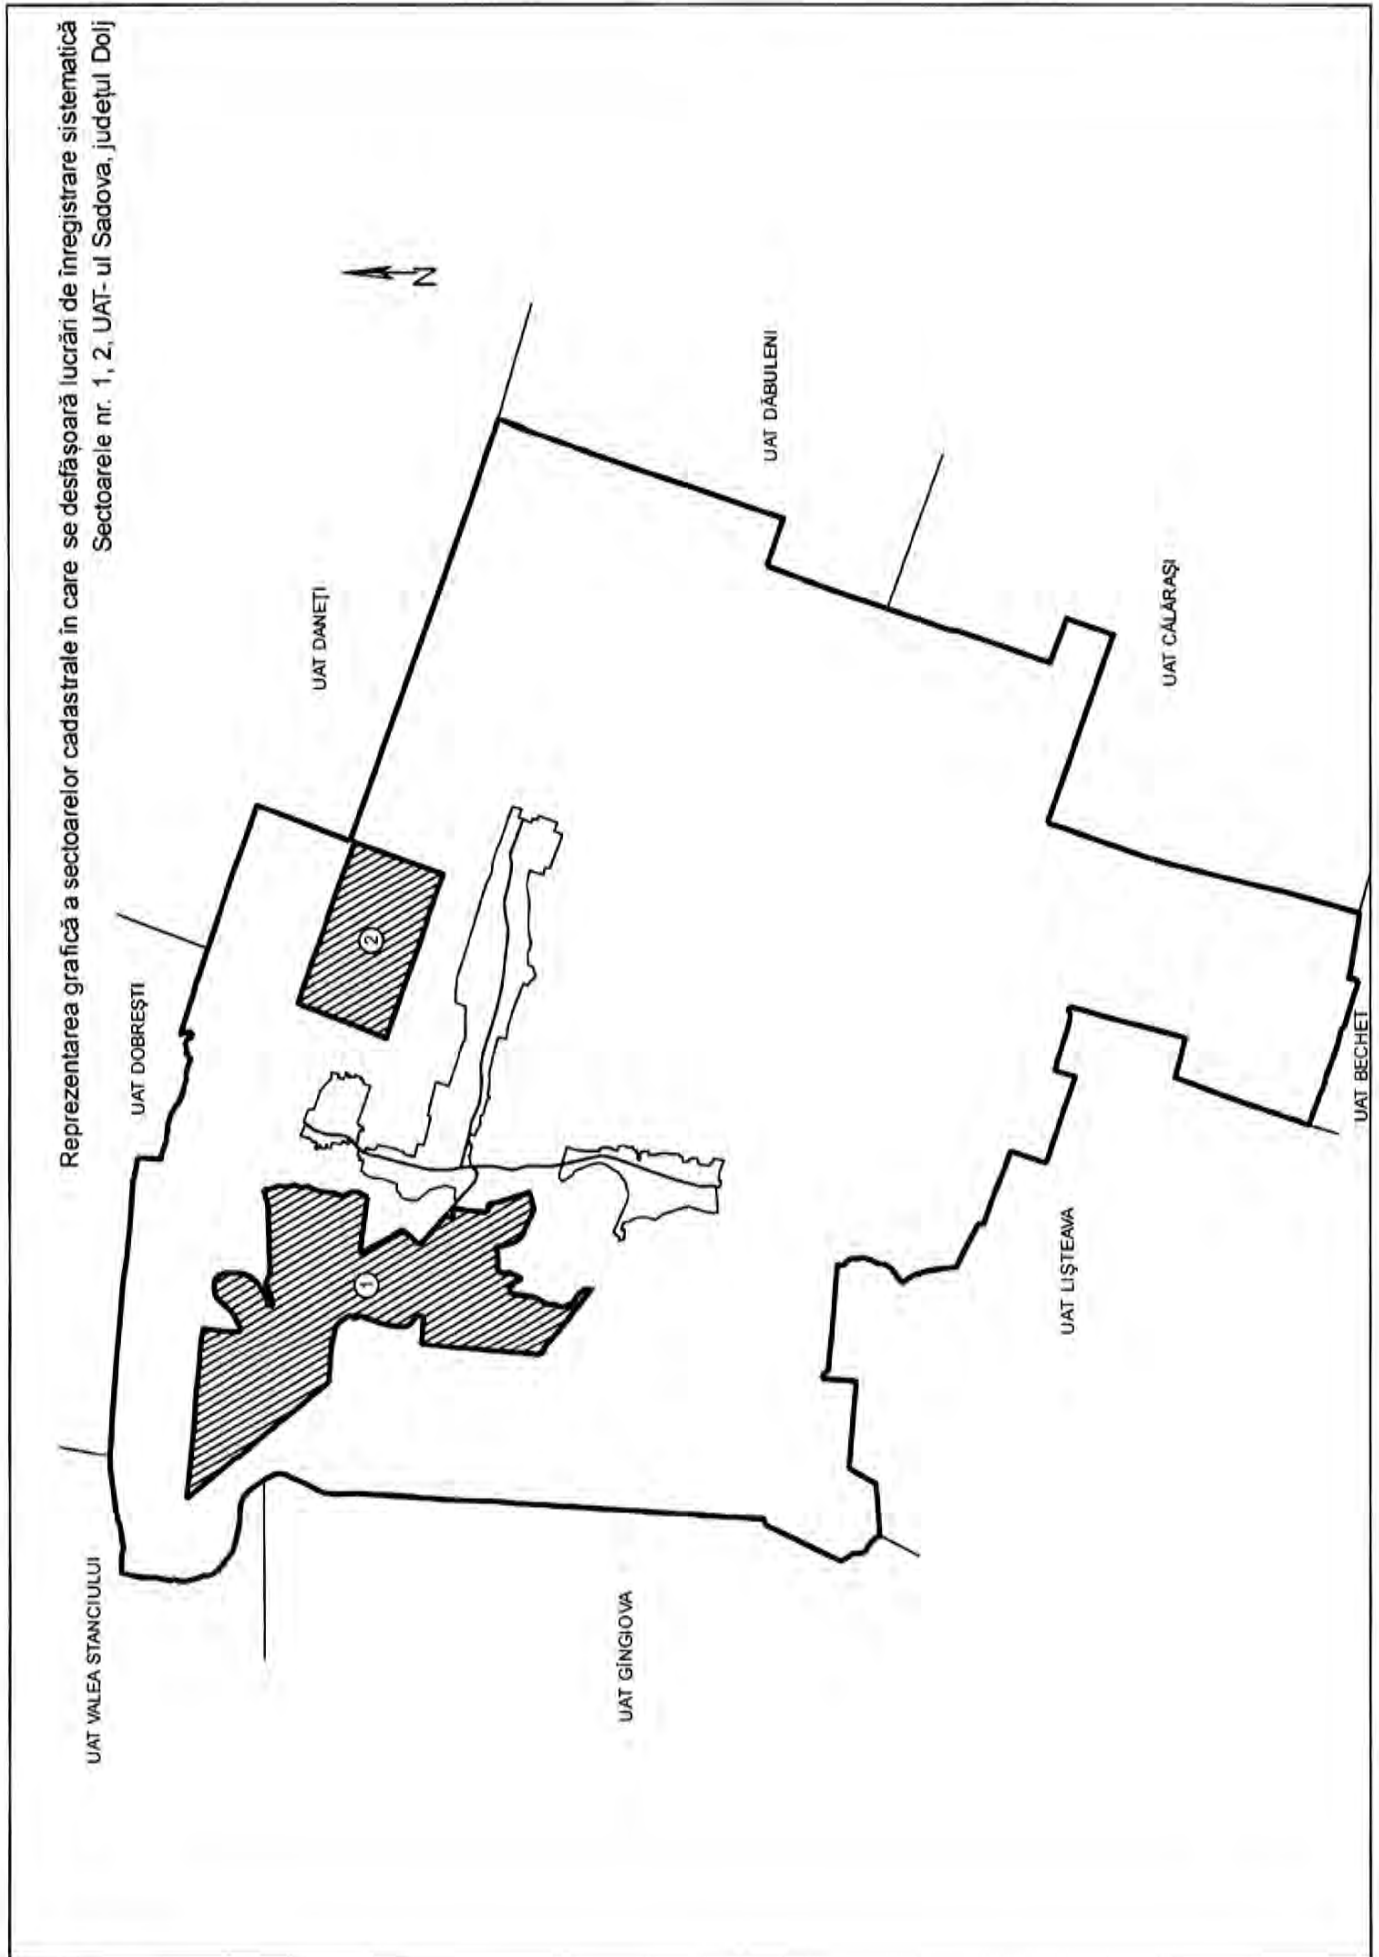 Reprezentarea grafică a sectoarelor cadastrale in care se desfășoară lucrări de înregistrare sistematică
Sectoarele nr. 1, 2, UAT- ul Sadova, județul Dolj
N
UAT VALEA STANCIULUI
UAT DOBREȘTI
UAT DANEȚI
2
1
UAT GÎNGIOVA
UAT DĂBULENI
UAT LIȘTEAVA
UAT CĂLĂRAȘI
UAT BECHET